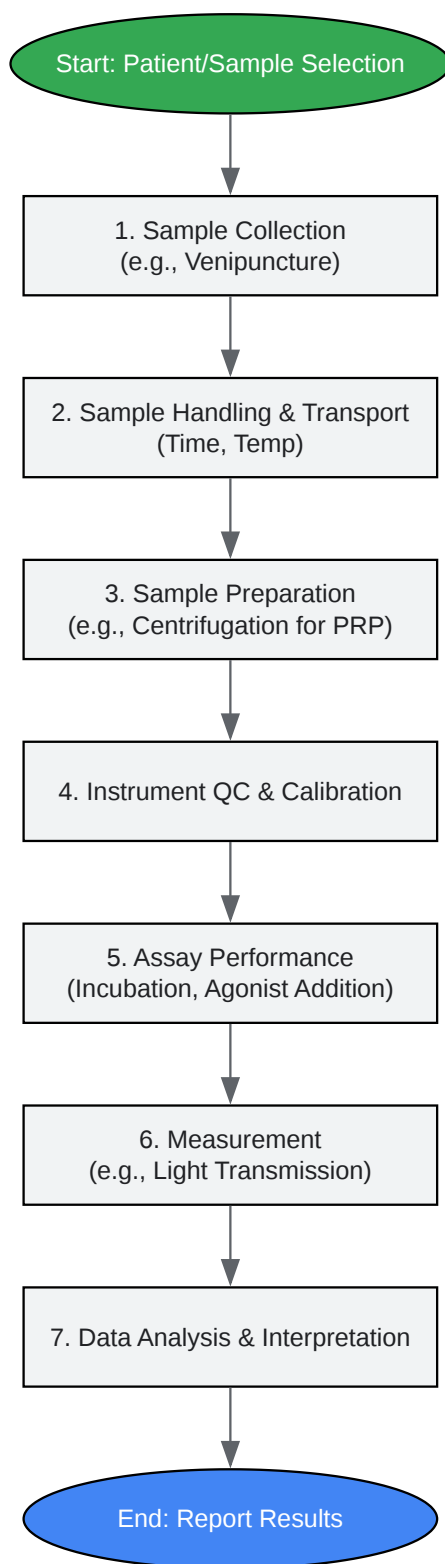 Start: Patient/Sample Selection
1. Sample Collection
(e.g., Venipuncture)
2. Sample Handling & Transport
(Time, Temp)
3. Sample Preparation
(e.g., Centrifugation for PRP)
4. Instrument QC & Calibration
5. Assay Performance
(Incubation, Agonist Addition)
6. Measurement
(e.g., Light Transmission)
7. Data Analysis & Interpretation
End: Report Results